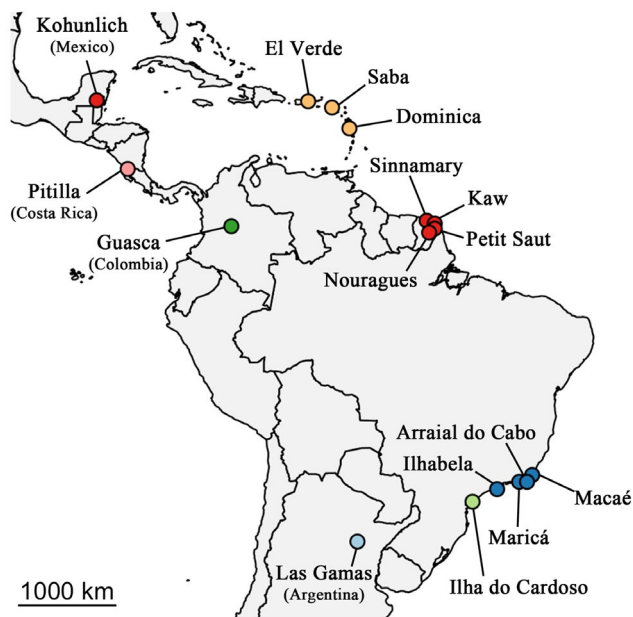 Kohunlich
(Mexico)
El Verde
Saba
Dominica
Sinnamary
Kaw
Pitilla
(Costa Rica)
Guasca
(Colombia)
Petit Saut
Nouragues
Arraial do Cabo
Ilhabela
Macaé
Maricá
Las Gamas
(Argentina)
Ilha do Cardoso
1000 km